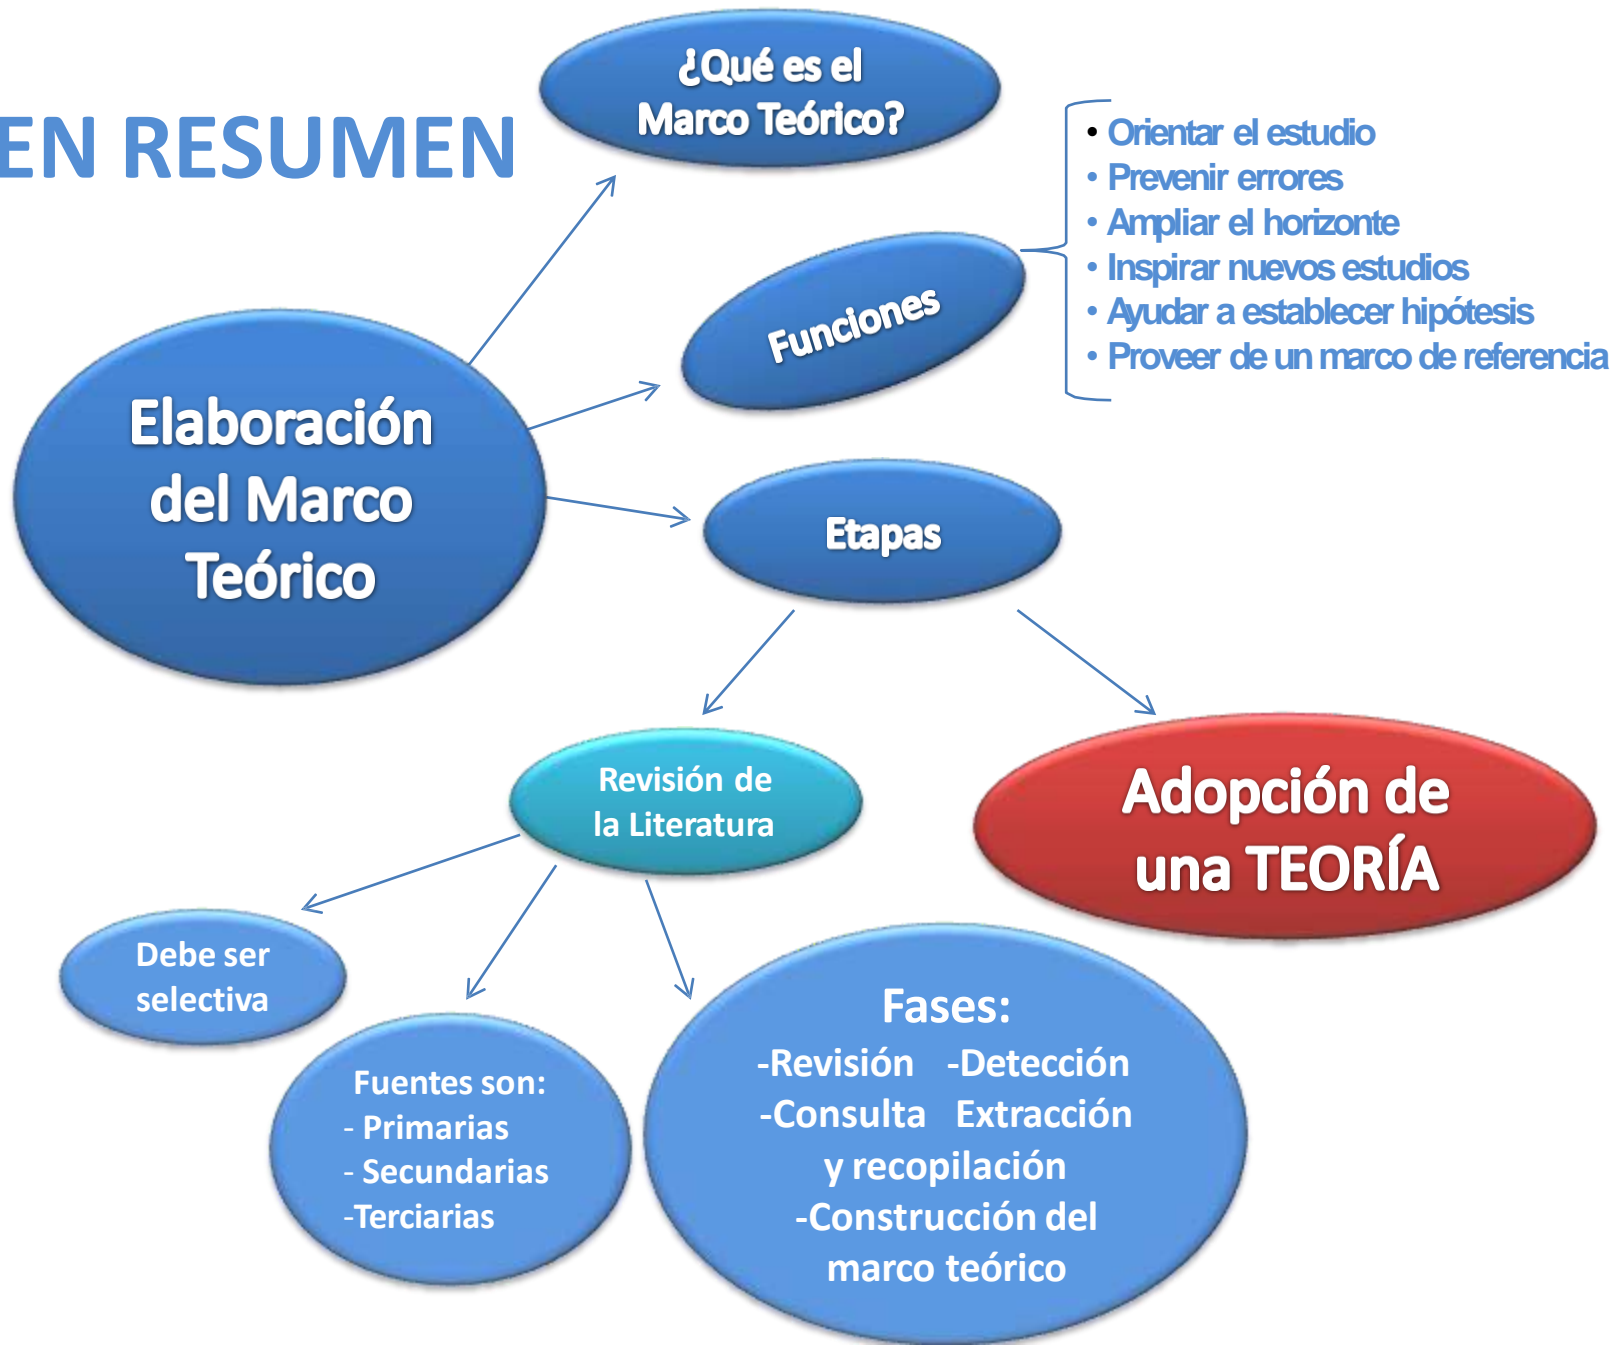 EN RESUMEN
¿Qué es el
Marco Teórico?
• Orientar el estudio
• Prevenir errores
• Ampliar el horizonte
• Inspirar nuevos estudios
• Ayudar a establecer hipótesis
• Proveer de un marco de referencia
Funciones
Elaboración
del Marco
Teórico
Etapas
Revisión de
la Literatura
Adopción de
una TEORÍA
Debe ser
selectiva
Fuentes son:
- Primarias
- Secundarias
-Terciarias
Fases:
-Revisión -Detección
-Consulta Extracción
y recopilación
-Construcción del
marco teórico